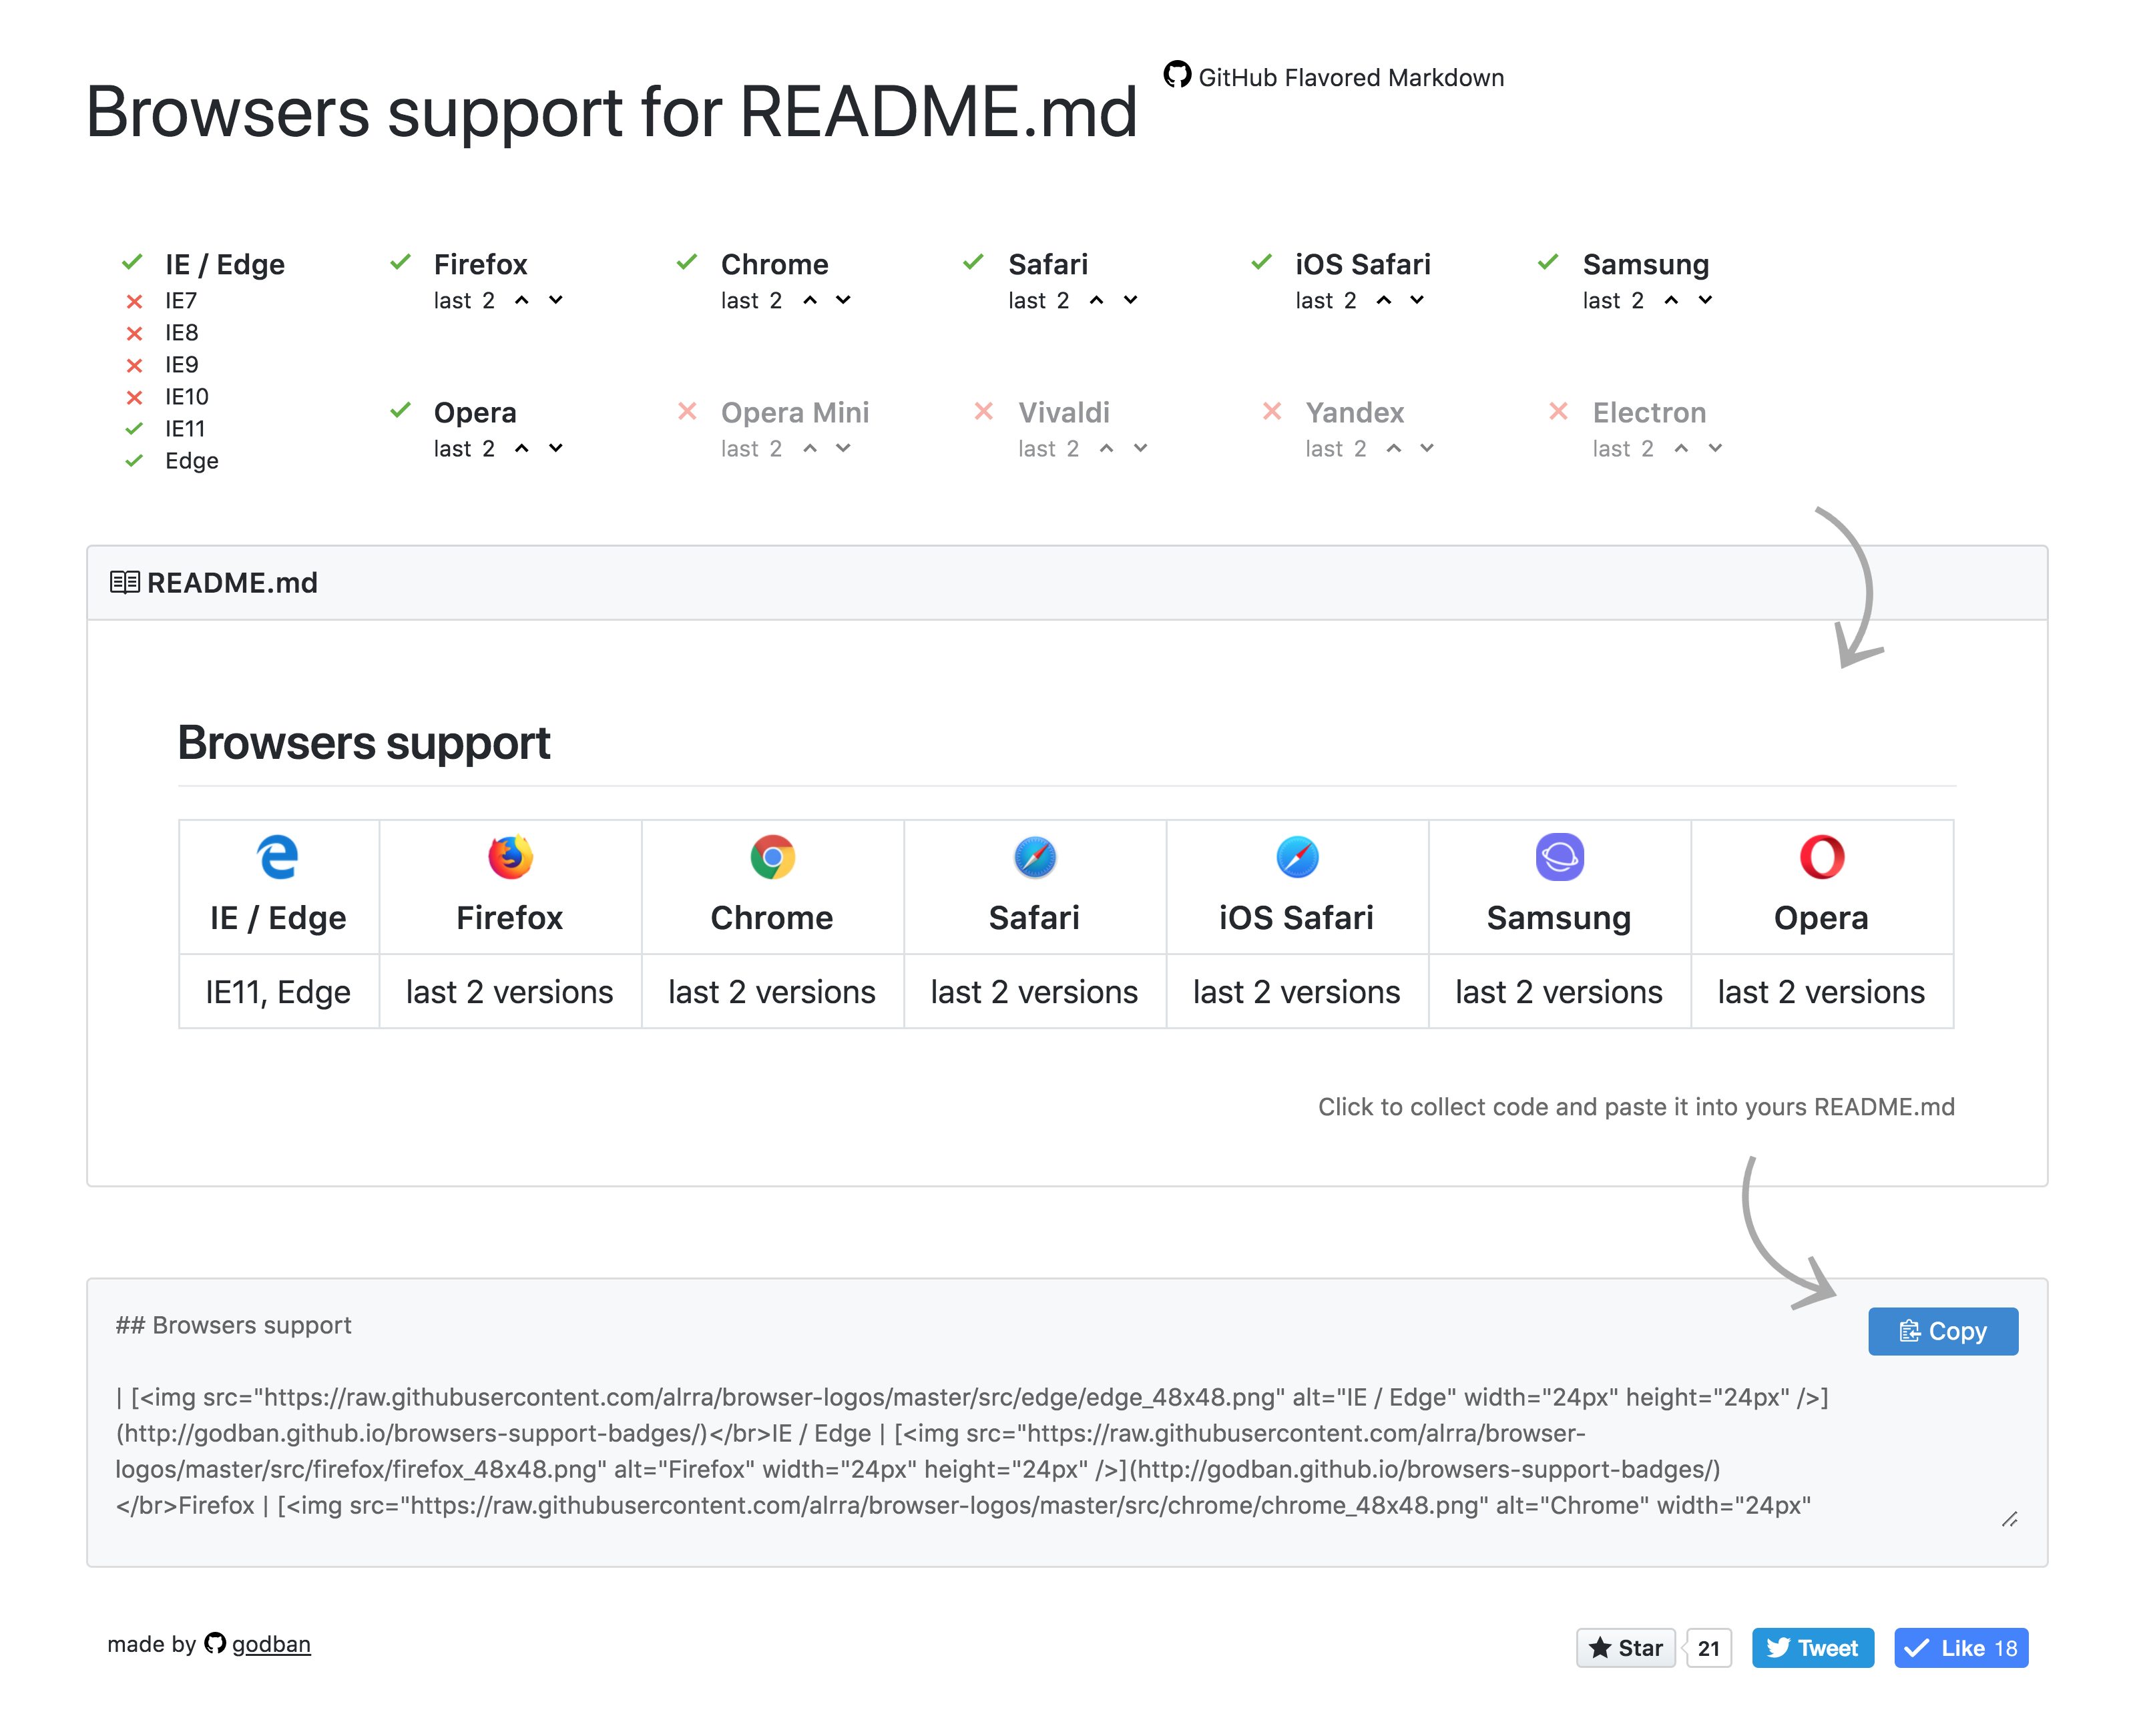 Browsers support for README.md
GitHub Flavored Markdown
IE / Edge
IE7
IE8
IE9
IE10
IE11
Edge
Firefox
last 2
Chrome
last 2
Safari
last 2
iOS Safari
last 2
Samsung
last 2
Opera
last 2
Opera Mini
last 2
Vivaldi
last 2
Yandex
last 2
Electron
last 2
README.md
Browsers support
IE / Edge Firefox Chrome Safari iOS Safari Samsung Opera
IE11, Edge last 2 versions last 2 versions last 2 versions last 2 versions last 2 versions last 2 versions
Click to collect code and paste it into yours README.md
## Browsers support
Copy
| [<img src="https://raw.githubusercontent.com/alrra/browser-logos/master/src/edge/edge_48x48.png" alt="IE / Edge" width="24px" height="24px" />]
(http://godban.github.io/browsers-support-badges/)</br>IE / Edge | [<img src="https://raw.githubusercontent.com/alrra/browser-
logos/master/src/firefox/firefox_48x48.png" alt="Firefox" width="24px" height="24px" />](http://godban.github.io/browsers-support-badges/)
</br>Firefox | [<img src="https://raw.githubusercontent.com/alrra/browser-logos/master/src/chrome/chrome_48x48.png" alt="Chrome" width="24px"
made by godban
Star 21 Tweet Like 18